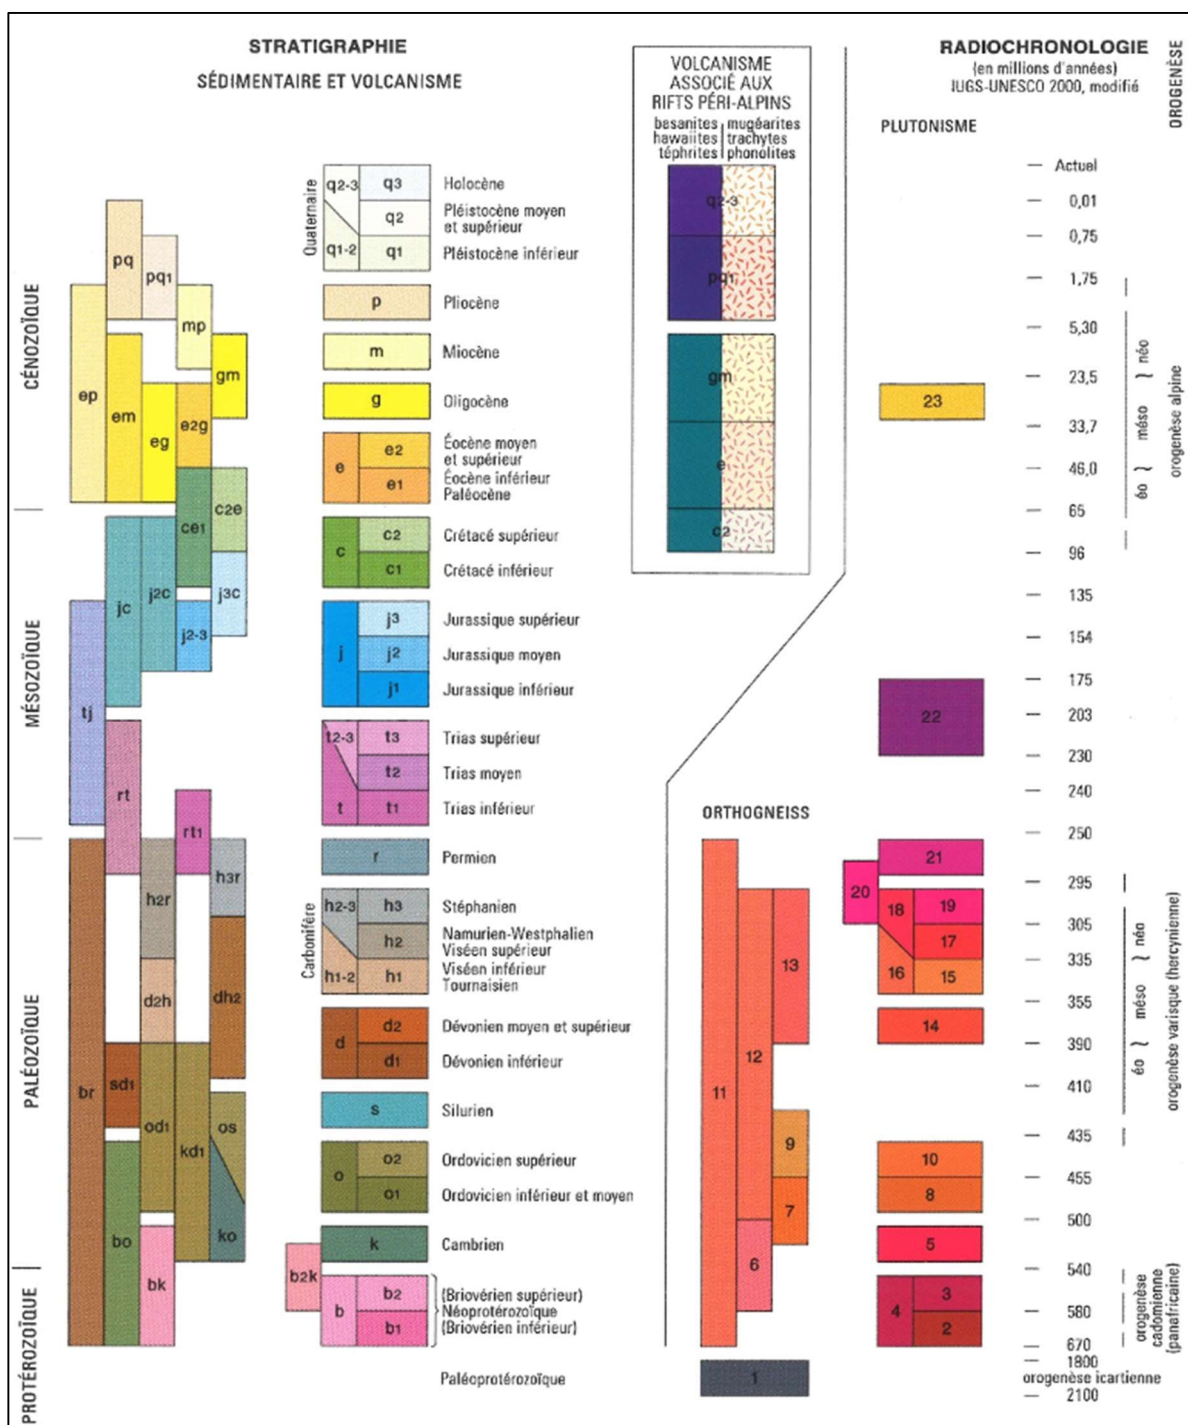 STRATIGRAPHIE
SÉDIMENTAIRE ET VOLCANISME
VOLCANISME
ASSOCIÉ AUX
RIFTS PÉRI-ALPINS
basanites mugéarites
hawaiites trachytes
téphrites phonolites
RADIOCHRONOLOGIE
(en millions d'années)
IUGS-UNESCO 2000, modifié
PLUTONISME
OROGENÈSE
CÉNOZOÏQUE
MÉSOZOÏQUE
PALÉOZOÏQUE
PROTÉROZOÏQUE
pq
pq1
mp
gm
ep
em
eg
e2g
ce1
c2e
jc
j2c
j3c
j2-3
tj
rt
rt1
br
h2r
h3r
d2h
dh2
sd1
od1
kd1
os
ko
bo
bk
Quaternaire
q2-3 q3 Holocène
q2 Pléistocène moyen
et supérieur
q1-2 q1 Pléistocène inférieur
p Pliocène
m Miocène
g Oligocène
e e2 Éocène moyen
et supérieur
e1 Éocène inférieur
Paléocène
c c2 Crétacé supérieur
c1 Crétacé inférieur
j j3 Jurassique supérieur
j2 Jurassique moyen
j1 Jurassique inférieur
t2-3 t3 Trias supérieur
t2 Trias moyen
t t1 Trias inférieur
r Permien
Carbonifère
h2-3 h3 Stéphanien
h2 Namurien-Westphalien
Viséen supérieur
h1-2 h1 Viséen inférieur
Tournaisien
d d2 Dévonien moyen et supérieur
d1 Dévonien inférieur
s Silurien
o o2 Ordovicien supérieur
o1 Ordovicien inférieur et moyen
k Cambrien
b2k
b b2 (Briovérien supérieur)
Néoprotérozoïque
b1 (Briovérien inférieur)
Paléoprotérozoïque
q2-3
pq1
gm
e
c2
ORTHOGNEISS
11
12
13
9
7
6
1
23
22
21
20
18
19
17
16
15
14
10
8
5
4
3
2
Actuel
0,01
0,75
1,75
5,30
23,5
33,7
46,0
65
96
135
154
175
203
230
240
250
295
305
335
355
390
410
435
455
500
540
580
670
1800
orogenèse icartienne
2100
éo ~ méso ~ néo
orogenèse alpine
éo ~ méso ~ néo
orogenèse varisque (hercynienne)
orogenèse
cadomienne
(panafricaine)